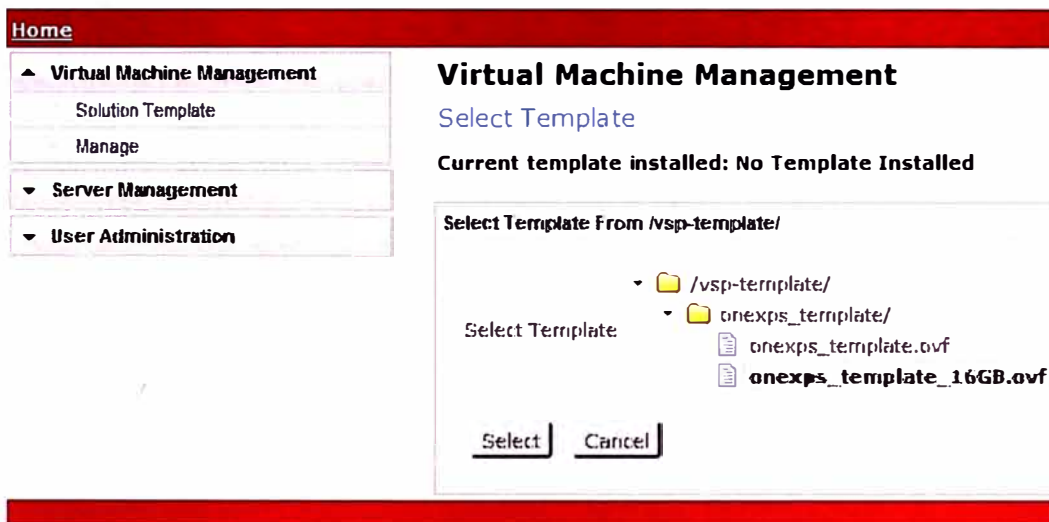 Home
Virtual Machine Management
Solution Template
Manage
Server Management
User Administration
Virtual Machine Management
Select Template
Current template installed: No Template Installed
Select Template From /vsp-template/
Select Template
/vsp-template/
onexps_template/
onexps_template.ovf
onexps_template_16GB.ovf
Select
Cancel